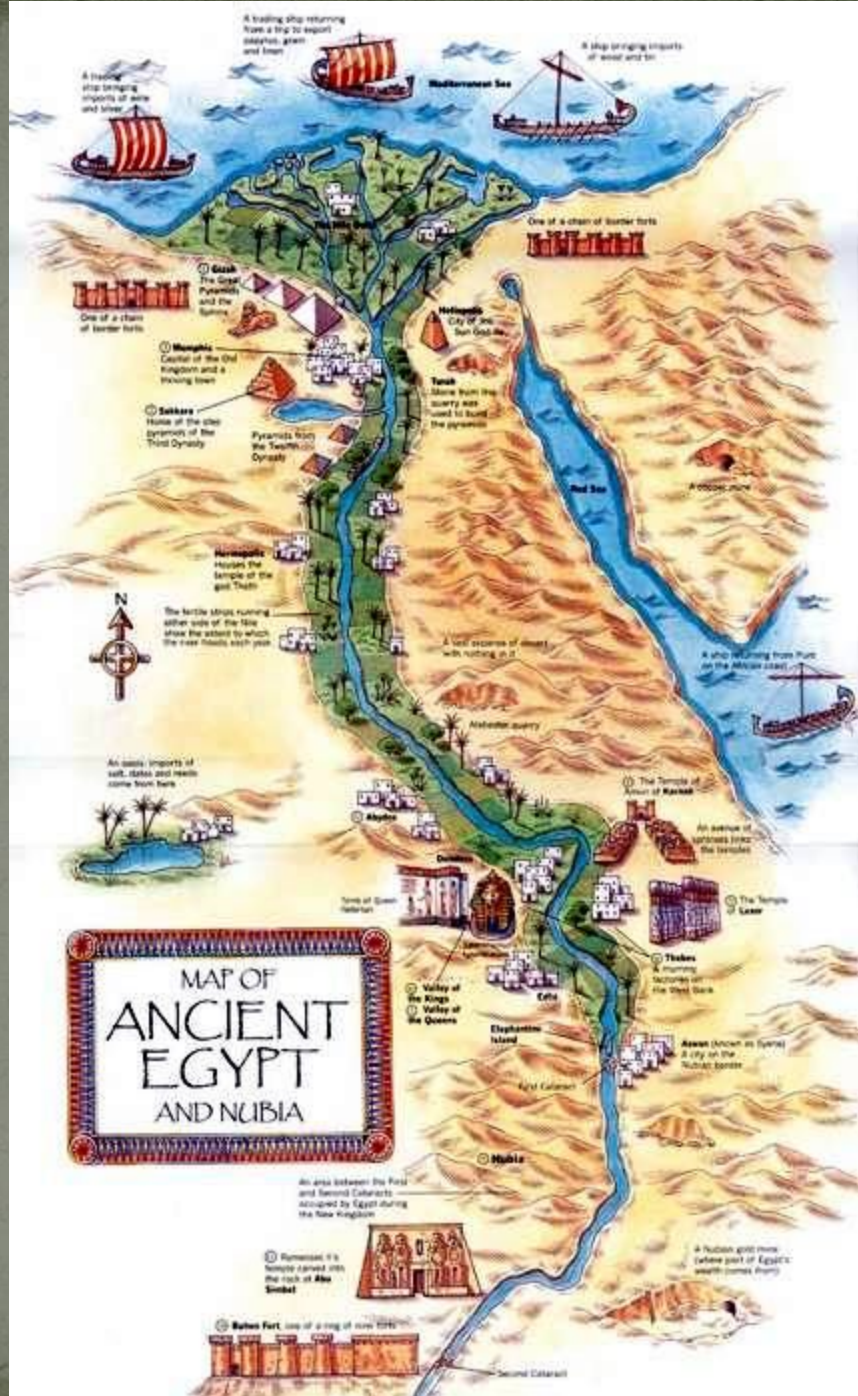 A trading ship returning
from a trip to export
papyrus, grain
and linen
A ship bringing imports
of wood and tin
Mediterranean Sea
A trading
ship bringing
imports of wine
and silver
One of a chain
of border forts
One of a chain of border forts
Gizah
The Great
Pyramids
and the
Sphinx
Heliopolis
City of the
Sun God
Memphis
Capital of the Old
Kingdom and a
thriving town
Turah
Stone from this
quarry was
used to build
the pyramids
Sakkara
Home of the step
pyramids of the
Third Dynasty
Pyramids from
the Twelfth
Dynasty
A copper mine
Red Sea
Hermopolis
Houses the
temple of the
god Thoth
N
The fertile strips running
either side of the Nile
show the extent to which
the river floods each year
A vast expanse of desert
with nothing in it
A ship returning from Punt
on the African coast
Alabaster quarry
An oasis: imports of
salt, dates and reeds
come from here
Abydos
The Temple of
Amun at Karnak
An avenue of
sphinxes links
the temples
Dendera
Tomb of Queen
Nefertari
The Temple
of Luxor
Thebes
A
on
the West Bank
Valley of
the Kings
Valley of
the Queens
Edfu
Elephantine
Island
Aswan (known as Syene)
A city on the
Nubian border
First Cataract
MAP OF
ANCIENT
EGYPT
AND NUBIA
Nubia
An area between the First
and Second Cataracts
occupied by Egypt during
the New Kingdom
A Nubian gold mine
(where part of Egypt's
wealth comes from)
Rameses II's
temple carved into
the rock at Abu
Simbel
Buhen Fort, one of a ring of nine forts
Second Cataract